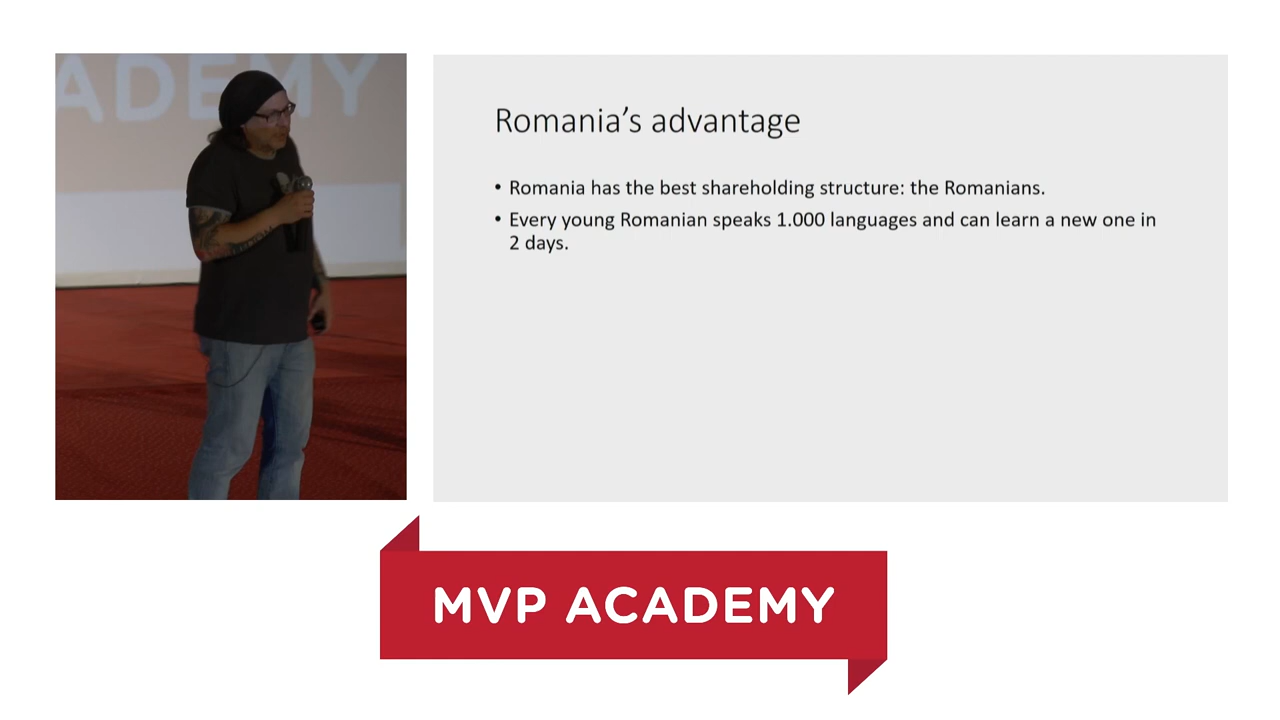 ADEMY
Romania's advantage
• Romania has the best shareholding structure: the Romanians.
• Every young Romanian speaks 1.000 languages and can learn a new one in
2 days.
MVP ACADEMY